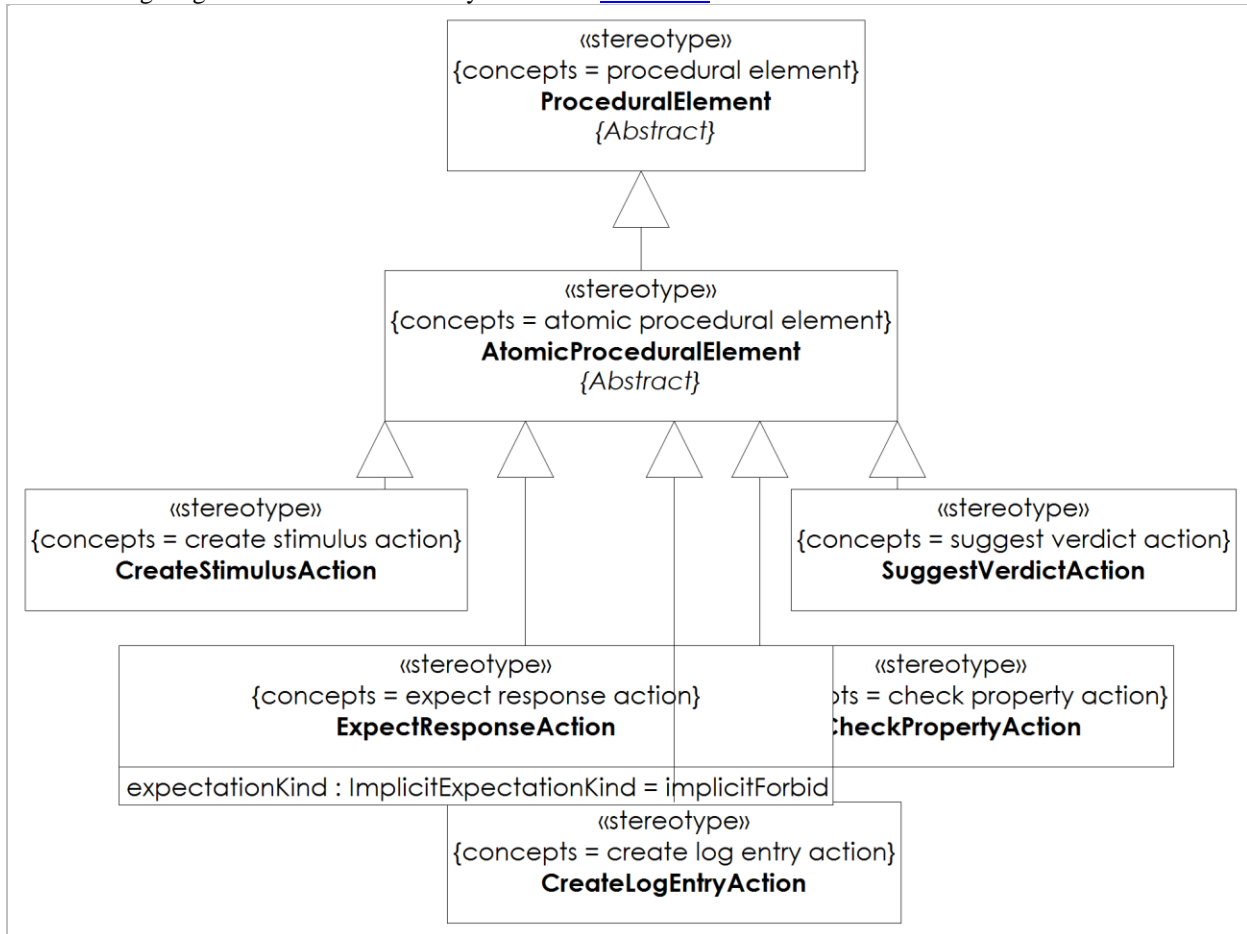 «stereotype»
{concepts = procedural element}
ProceduralElement
{Abstract}
«stereotype»
{concepts = atomic procedural element}
AtomicProceduralElement
{Abstract}
«stereotype»
{concepts = create stimulus action}
CreateStimulusAction
«stereotype»
{concepts = suggest verdict action}
SuggestVerdictAction
«stereotype»
{concepts = expect response action}
ExpectResponseAction
expectationKind : ImplicitExpectationKind = implicitForbid
«stereotype»
= check property action}
CheckPropertyAction
«stereotype»
{concepts = create log entry action}
CreateLogEntryAction